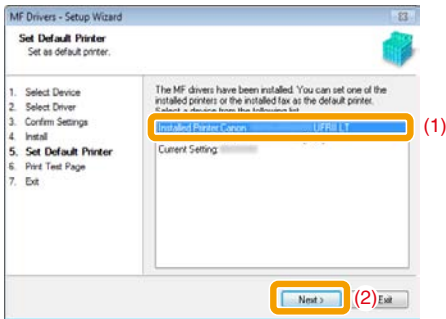 MF Drivers - Setup Wizard
Set Default Printer
Set as default printer.
1. Select Device
2. Select Driver
3. Confirm Settings
4. Install
5. Set Default Printer
6. Print Test Page
7. Exit
The MF drivers have been installed. You can set one of the
installed printers or the installed fax as the default printer.
Select a device from the following list.
Installed Printer:Canon UFRII LT
(1)
Current Setting:
Next >
(2)
Exit